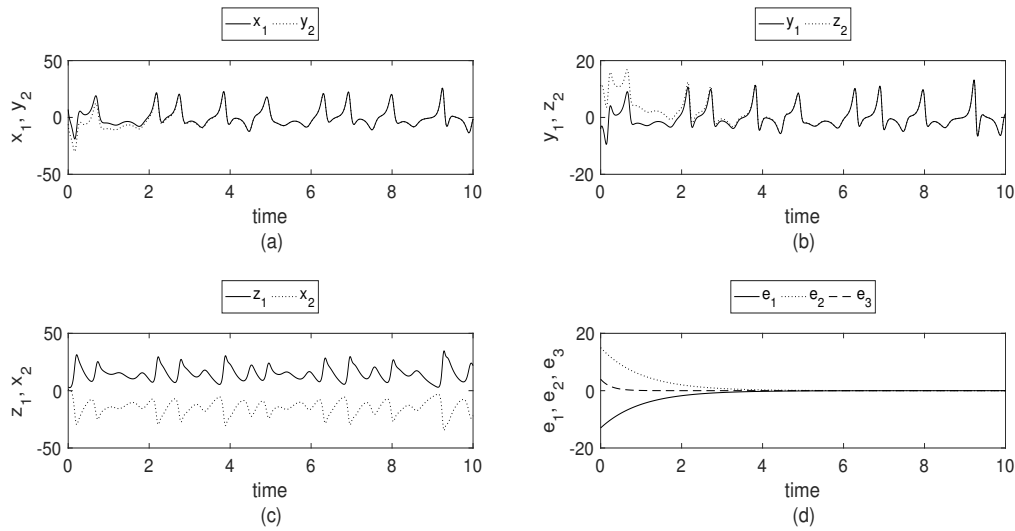 x_1 y_2
50
0
-50
x_1, y_2
0 2 4 6 8 10
time
(a)
y_1 z_2
20
0
-20
y_1, z_2
0 2 4 6 8 10
time
(b)
z_1 x_2
50
0
-50
z_1, x_2
0 2 4 6 8 10
time
(c)
e_1 e_2 e_3
20
0
-20
e_1, e_2, e_3
0 2 4 6 8 10
time
(d)